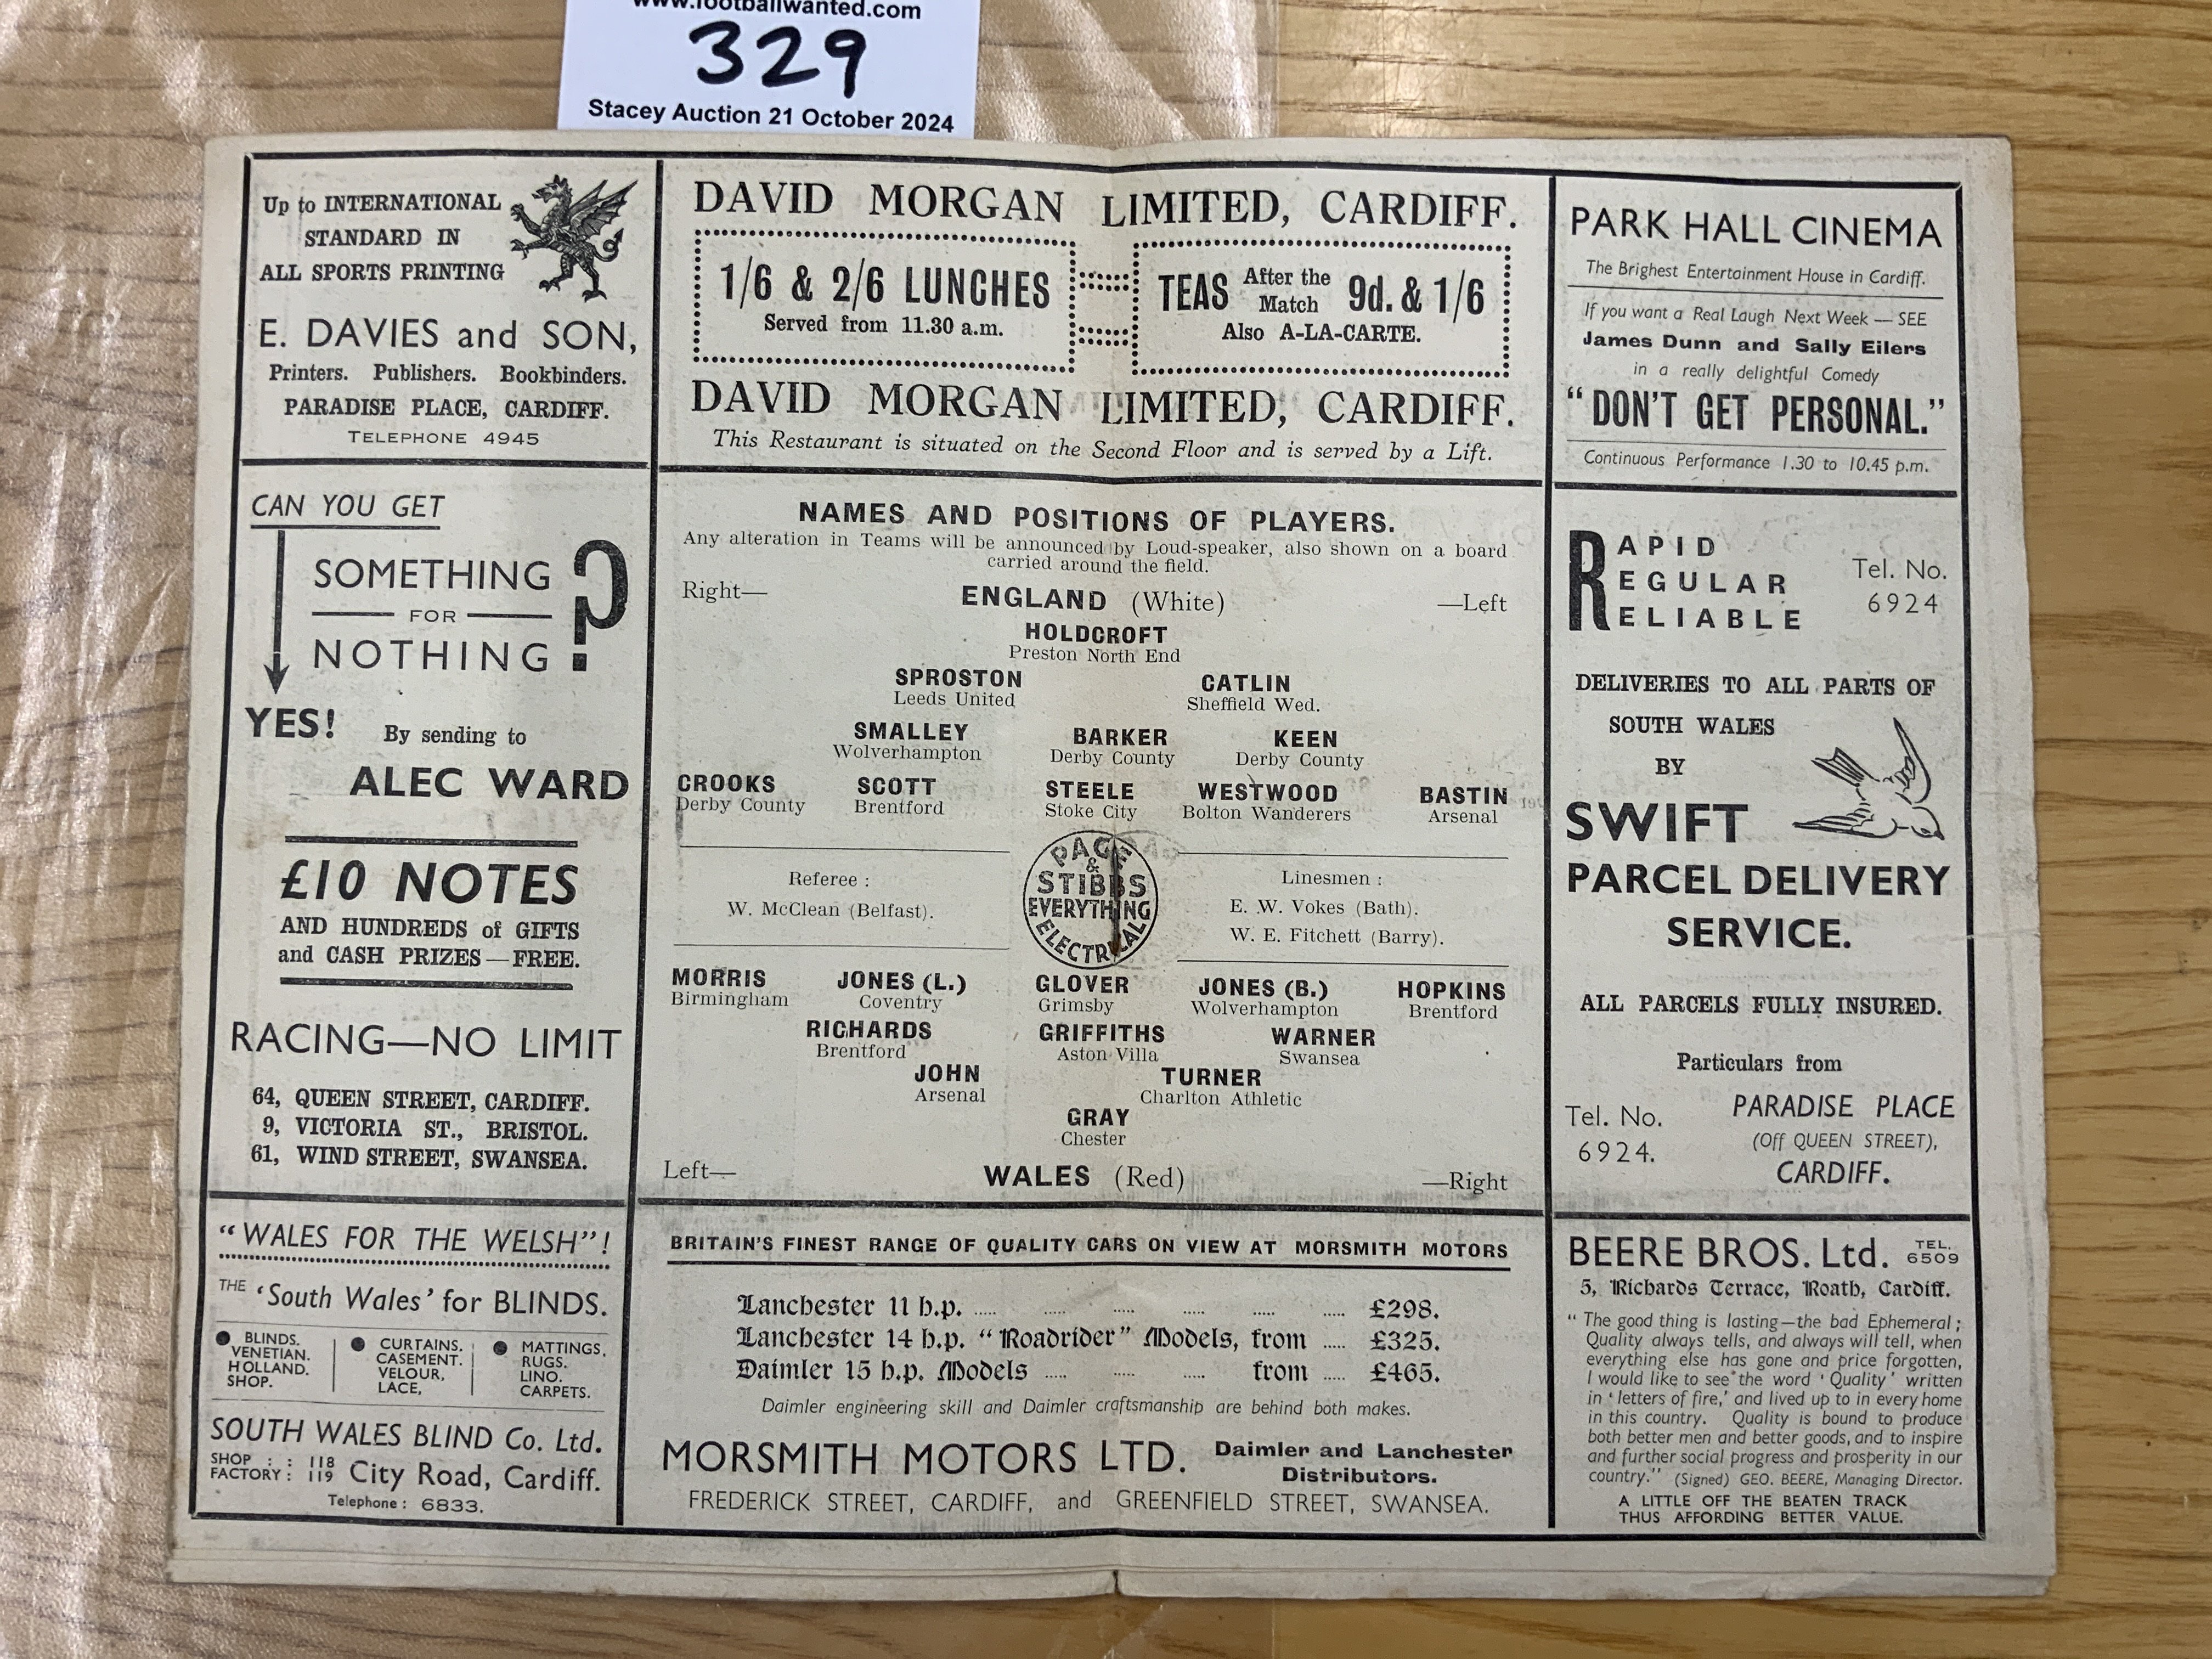 www.footballwanted.com
329
Stacey Auction 21 October 2024
Up to INTERNATIONAL
STANDARD IN
ALL SPORTS PRINTING
E. DAVIES and SON,
Printers. Publishers. Bookbinders.
PARADISE PLACE, CARDIFF.
TELEPHONE 4945
CAN YOU GET
SOMETHING
FOR
NOTHING ?
YES!
By sending to
ALEC WARD
£10 NOTES
AND HUNDREDS of GIFTS
and CASH PRIZES — FREE.
RACING—NO LIMIT
64, QUEEN STREET, CARDIFF.
9, VICTORIA ST., BRISTOL.
61, WIND STREET, SWANSEA.
"WALES FOR THE WELSH"!
THE 'South Wales' for BLINDS.
BLINDS.
VENETIAN.
HOLLAND.
SHOP.
CURTAINS.
CASEMENT.
VELOUR,
LACE,
MATTINGS,
RUGS.
LINO.
CARPETS.
SOUTH WALES BLIND Co. Ltd.
SHOP : : 118
FACTORY : 119 City Road, Cardiff.
Telephone : 6833.
DAVID MORGAN LIMITED, CARDIFF.
1/6 & 2/6 LUNCHES
Served from 11.30 a.m.
TEAS After the Match 9d. & 1/6
Also A-LA-CARTE.
DAVID MORGAN LIMITED, CARDIFF.
This Restaurant is situated on the Second Floor and is served by a Lift.
NAMES AND POSITIONS OF PLAYERS.
Any alteration in Teams will be announced by Loud-speaker, also shown on a board
carried around the field.
Right— ENGLAND (White) —Left
HOLDCROFT
Preston North End
SPROSTON CATLIN
Leeds United Sheffield Wed.
SMALLEY BARKER KEEN
Wolverhampton Derby County Derby County
CROOKS SCOTT STEELE WESTWOOD BASTIN
Derby County Brentford Stoke City Bolton Wanderers Arsenal
Referee :
W. McClean (Belfast).
PAGE
&
STIBBS
EVERYTHING
ELECTRICAL
Linesmen :
E. W. Vokes (Bath).
W. E. Fitchett (Barry).
MORRIS JONES (L.) GLOVER JONES (B.) HOPKINS
Birmingham Coventry Grimsby Wolverhampton Brentford
RICHARDS GRIFFITHS WARNER
Brentford Aston Villa Swansea
JOHN TURNER
Arsenal Charlton Athletic
GRAY
Chester
Left— WALES (Red) —Right
BRITAIN'S FINEST RANGE OF QUALITY CARS ON VIEW AT MORSMITH MOTORS
Lanchester 11 h.p. ..... ..... ..... ..... ..... ..... £298.
Lanchester 14 h.p. "Roadrider" Models, from ..... £325.
Daimler 15 h.p. Models ..... ..... ..... from ..... £465.
Daimler engineering skill and Daimler craftsmanship are behind both makes.
MORSMITH MOTORS LTD. Daimler and Lanchester
Distributors.
FREDERICK STREET, CARDIFF, and GREENFIELD STREET, SWANSEA.
PARK HALL CINEMA
The Brighest Entertainment House in Cardiff.
If you want a Real Laugh Next Week — SEE
James Dunn and Sally Eilers
in a really delightful Comedy
"DON'T GET PERSONAL."
Continuous Performance 1.30 to 10.45 p.m.
RAPID
REGULAR
RELIABLE
Tel. No.
6924
DELIVERIES TO ALL PARTS OF
SOUTH WALES
BY
SWIFT
PARCEL DELIVERY
SERVICE.
ALL PARCELS FULLY INSURED.
Particulars from
Tel. No.
6924.
PARADISE PLACE
(Off QUEEN STREET),
CARDIFF.
BEERE BROS. Ltd. TEL. 6509
5, Richards Terrace, Roath, Cardiff.
"The good thing is lasting—the bad Ephemeral ;
Quality always tells, and always will tell, when
everything else has gone and price forgotten,
I would like to see the word 'Quality' written
in 'letters of fire,' and lived up to in every home
in this country. Quality is bound to produce
both better men and better goods, and to inspire
and further social progress and prosperity in our
country." (Signed) GEO. BEERE, Managing Director.
A LITTLE OFF THE BEATEN TRACK
THUS AFFORDING BETTER VALUE.